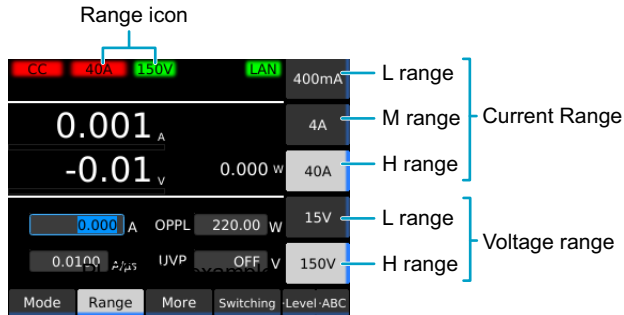 Range icon
CC 40A 150V LAN
400mA L range
4A M range Current Range
40A H range
0.001 A
-0.01 V 0.000 W
15V L range
150V H range Voltage range
0.000 A OPPL 220.00 W
0.0100 A/µs UVP OFF V
example
Mode Range More Switching Level ABC